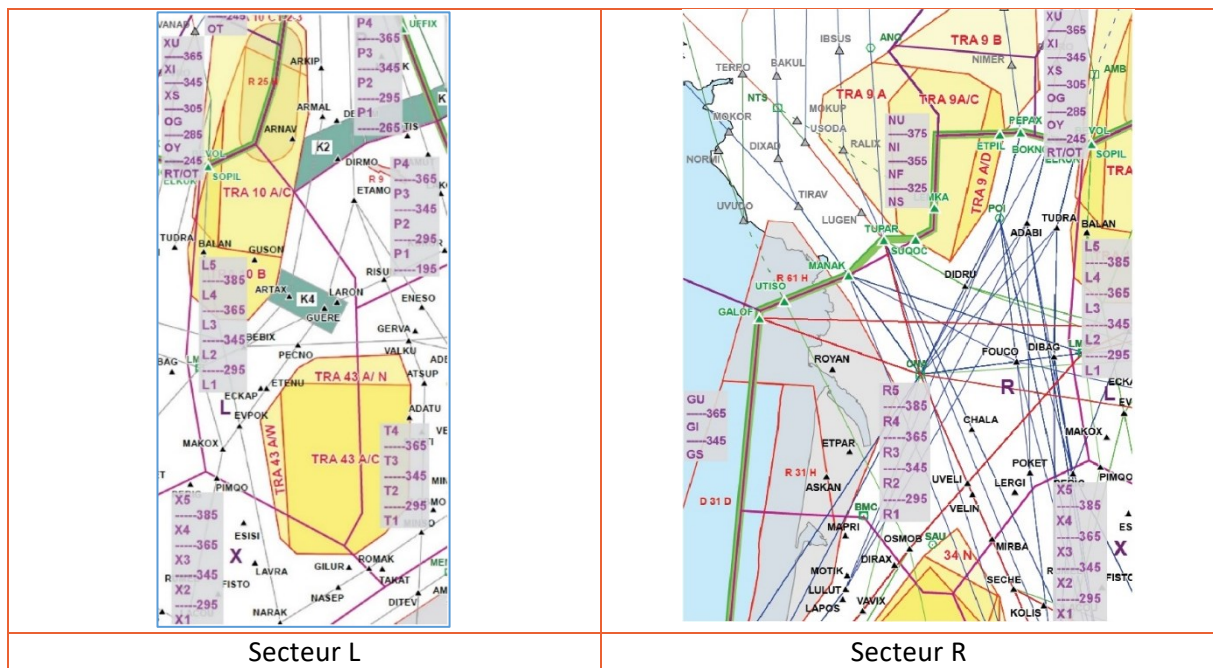 VANAB
245
OT
10 C 1 2-3
XU
365
XI
345
XS
305
OG
285
OY
245
RT/OT
R 25
ARKIP
ARMAL
ARNAV
P4
365
P3
345
P2
295
P1
265
UFFIX
K
TIS
K2
DIRMO
VOL
SOPIL
TRA 10 A/C
ETAMO
R 9
P4
365
P3
345
P2
295
P1
195
TUDRA
BALAN
GUSON
L5
385
L4
365
L3
345
L2
295
L1
ARTAX
K4
LARON
GUERE
RISU
ENESO
GERVA
VALKU
BEBIX
PECNO
BAG
LM
TRA 43 A/ N
ATSUP
ETENU
ECKAP
L
EVPOK
ADATU
MAKOX
TRA 43 A/W
TRA 43 A/C
T4
365
T3
345
T2
295
T1
PIMQO
X5
385
X4
365
X3
345
X2
295
X1
ESISI
X
LAVRA
FISTO
GILUR
ROMAK
TAKAT
NASEP
NARAK
DITEV
AM
Secteur L
IBSUS
ANG
TRA 9 B
NIMER
XU
365
XI
345
XS
305
OG
285
OY
245
RT/OT
AMB
TERPO
BAKUL
TRA 9 A
TRA 9A/C
NTS
MOKUP
MOKOR
USODA
NORMI
DIXAD
RALIX
NU
375
NI
355
NF
325
NS
PEPAX
ETPIL
BOKNO
VOL
SOPIL
TRA 9 A/D
TIRAV
UVUDO
LUGEN
TUPAR
SUQOC
POI
ADABI
TUDRA
BALAN
MANAK
R 61 H
UTISO
GALOF
DIDRU
L5
385
L4
365
L3
345
L2
295
L1
ROYAN
FOUCO
DIBAG
R
L
GU
365
GI
345
GS
R5
385
R4
365
R3
345
R2
295
R1
CHALA
MAKOX
ETPAR
R 31 H
ASKAN
POKET
UVELI
LERGI
PIMQO
VELIN
D 31 D
BMC
MAPRI
SAU
OSMOB
MIRBA
34 N
DIRAX
MOTIK
LULUT
LAPOS
VAVIX
SECHE
KOLIS
X5
385
X4
365
X3
345
X2
295
X1
X
FISTO
Secteur R